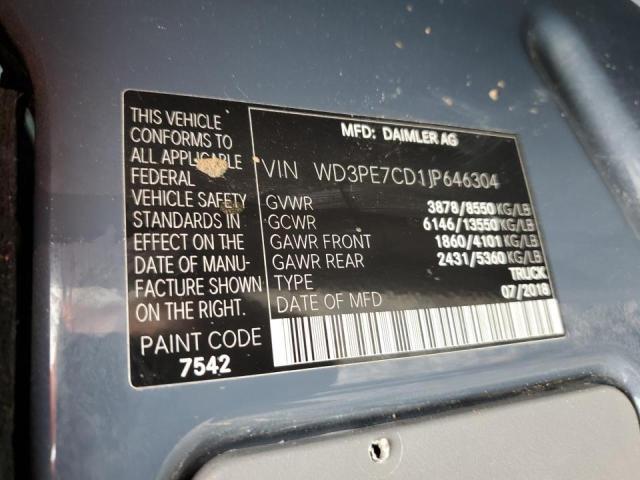 THIS VEHICLE
CONFORMS TO
ALL APPLICABLE
FEDERAL
VEHICLE SAFETY
STANDARDS IN
EFFECT ON THE
DATE OF MANU-
FACTURE SHOWN
ON THE RIGHT.
PAINT CODE
7542
MFD: DAIMLER AG
VIN WD3PE7CD1JP646304
GVWR 3878/8550 KG/LB
GCWR 6146/13550 KG/LB
GAWR FRONT 1860/4101 KG/LB
GAWR REAR 2431/5360 KG/LB
TYPE TRUCK
DATE OF MFD 07/2018